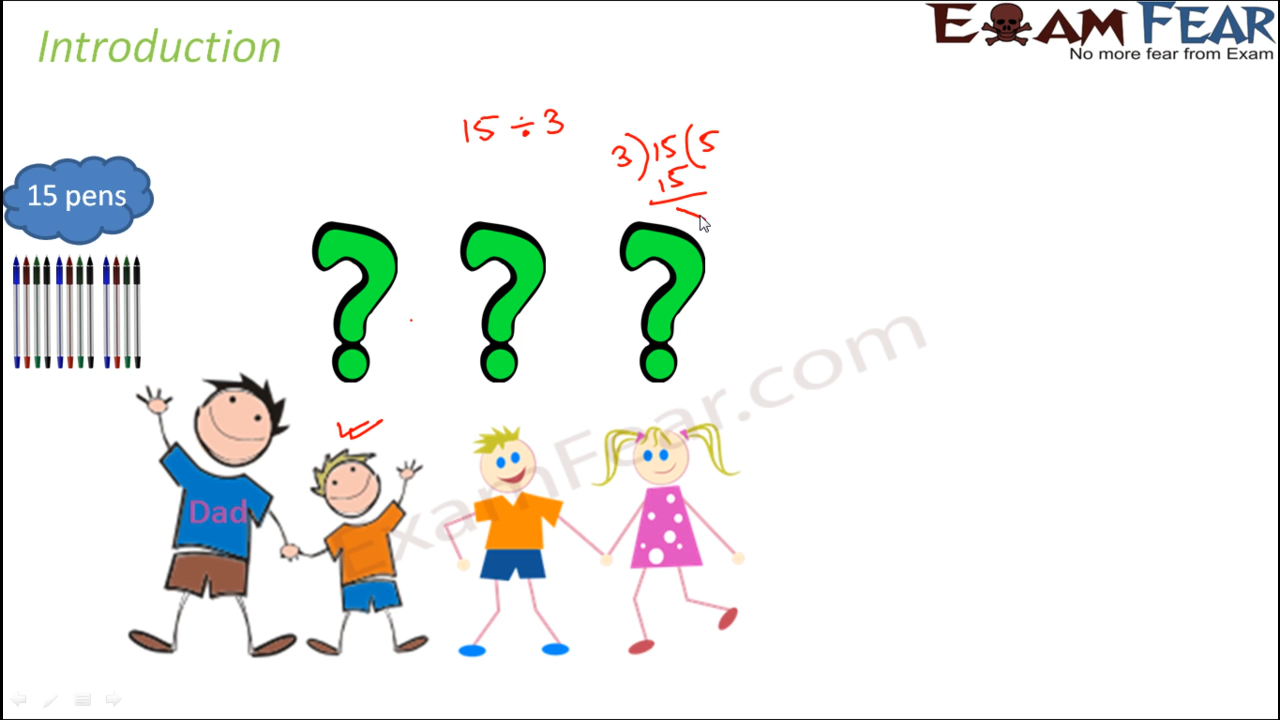 Introduction
EXAM FEAR
No more fear from Exam
15 ÷ 3
3)15(5
15
15 pens
Dad
ExamFear.com